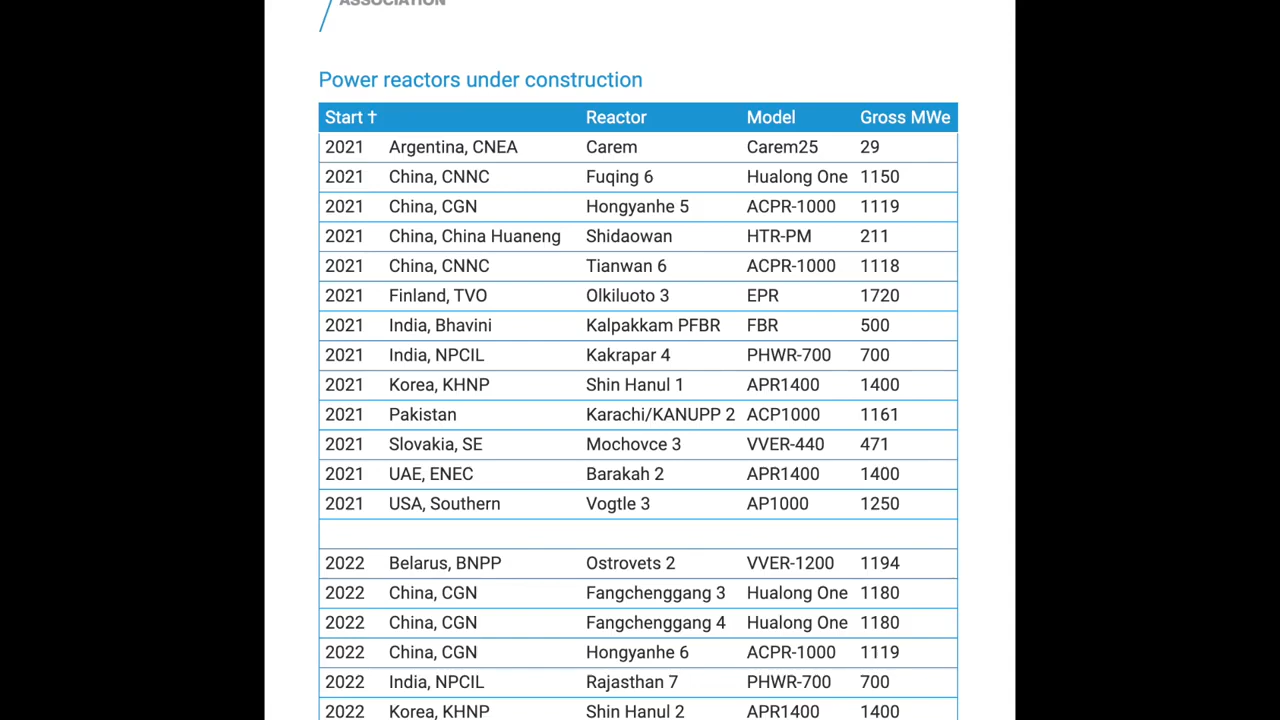 ASSOCIATION
Power reactors under construction
Start † Reactor Model Gross MWe
2021 Argentina, CNEA Carem Carem25 29
2021 China, CNNC Fuqing 6 Hualong One 1150
2021 China, CGN Hongyanhe 5 ACPR-1000 1119
2021 China, China Huaneng Shidaowan HTR-PM 211
2021 China, CNNC Tianwan 6 ACPR-1000 1118
2021 Finland, TVO Olkiluoto 3 EPR 1720
2021 India, Bhavini Kalpakkam PFBR FBR 500
2021 India, NPCIL Kakrapar 4 PHWR-700 700
2021 Korea, KHNP Shin Hanul 1 APR1400 1400
2021 Pakistan Karachi/KANUPP 2 ACP1000 1161
2021 Slovakia, SE Mochovce 3 VVER-440 471
2021 UAE, ENEC Barakah 2 APR1400 1400
2021 USA, Southern Vogtle 3 AP1000 1250
2022 Belarus, BNPP Ostrovets 2 VVER-1200 1194
2022 China, CGN Fangchenggang 3 Hualong One 1180
2022 China, CGN Fangchenggang 4 Hualong One 1180
2022 China, CGN Hongyanhe 6 ACPR-1000 1119
2022 India, NPCIL Rajasthan 7 PHWR-700 700
2022 Korea, KHNP Shin Hanul 2 APR1400 1400